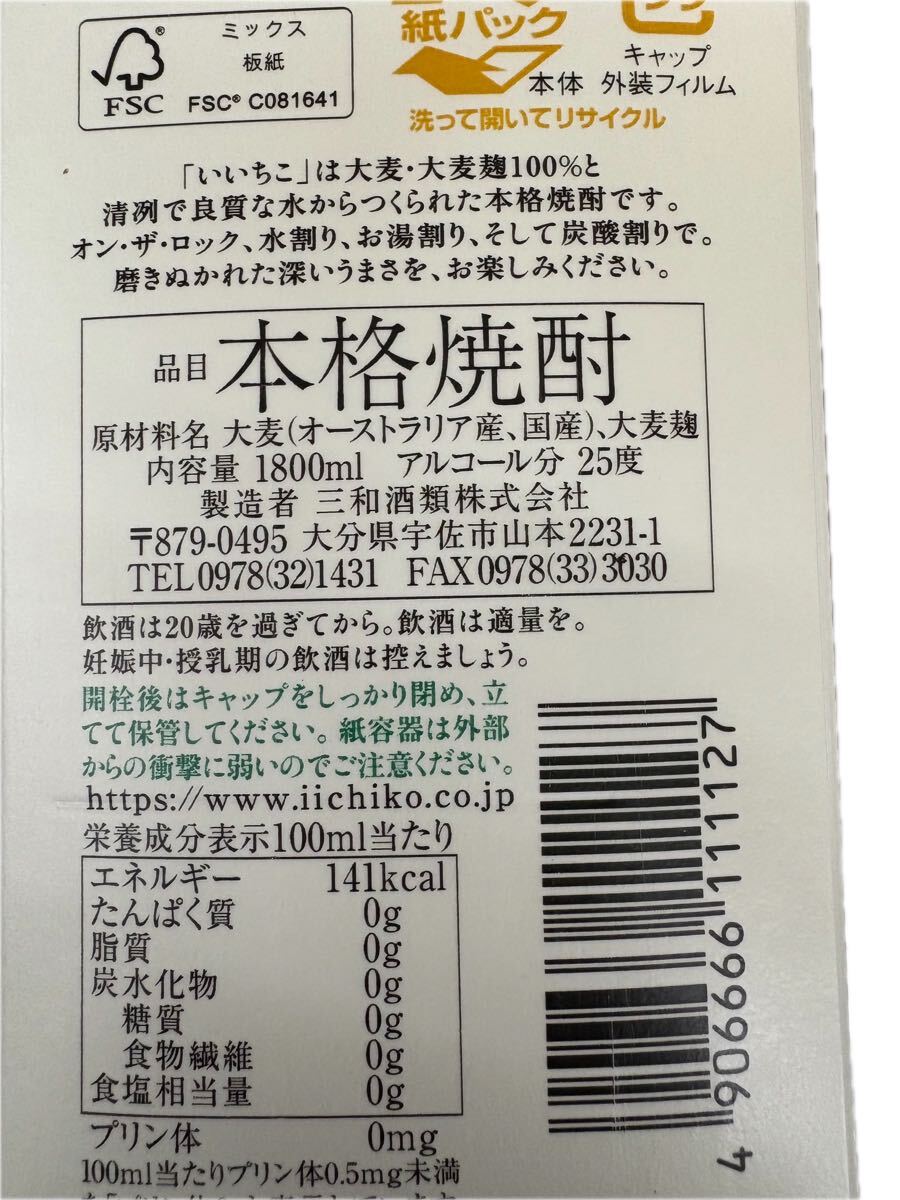 FSC®
ミックス
板紙
FSC® C081641
紙パック
本体
キャップ
外装フィルム
洗って開いてリサイクル
「いいちこ」は大麦・大麦麹100%と
清冽で良質な水からつくられた本格焼酎です。
オン・ザ・ロック、水割り、お湯割り、そして炭酸割りで。
磨きぬかれた深いうまさを、お楽しみください。
品目 本格焼酎
原材料名 大麦(オーストラリア産、国産)、大麦麹
内容量 1800ml アルコール分 25度
製造者 三和酒類株式会社
〒879-0495 大分県宇佐市山本2231-1
TEL0978(32)1431 FAX0978(33)3030
飲酒は20歳を過ぎてから。飲酒は適量を。
妊娠中・授乳期の飲酒は控えましょう。
開栓後はキャップをしっかり閉め、立
てて保管してください。紙容器は外部
からの衝撃に弱いのでご注意ください。
https://www.iichiko.co.jp
栄養成分表示100ml当たり
エネルギー 141kcal
たんぱく質 0g
脂質 0g
炭水化物 0g
糖質 0g
食物繊維 0g
食塩相当量 0g
プリン体 0mg
100ml当たりプリン体0.5mg未満
4 906666 111127